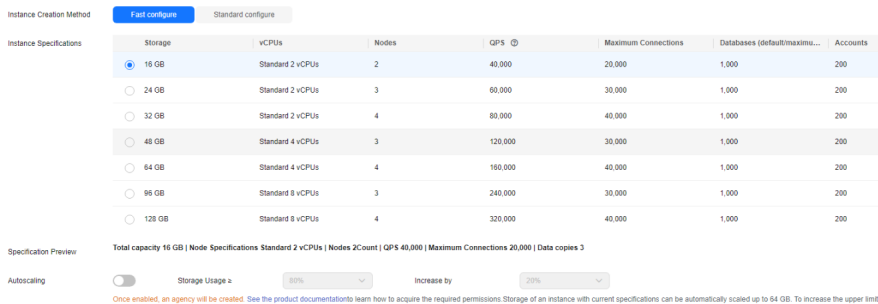 Instance Creation Method Fast configure Standard configure
Instance Specifications Storage vCPUs Nodes QPS Maximum Connections Databases (default/maximu... Accounts
16 GB Standard 2 vCPUs 2 40,000 20,000 1,000 200
24 GB Standard 2 vCPUs 3 60,000 30,000 1,000 200
32 GB Standard 2 vCPUs 4 80,000 40,000 1,000 200
48 GB Standard 4 vCPUs 3 120,000 30,000 1,000 200
64 GB Standard 4 vCPUs 4 160,000 40,000 1,000 200
96 GB Standard 8 vCPUs 3 240,000 30,000 1,000 200
128 GB Standard 8 vCPUs 4 320,000 40,000 1,000 200
Specification Preview Total capacity 16 GB | Node Specifications Standard 2 vCPUs | Nodes 2Count | QPS 40,000 | Maximum Connections 20,000 | Data copies 3
Autoscaling Storage Usage ≥ 80% Increase by 20%
Once enabled, an agency will be created. See the product documentationto learn how to acquire the required permissions.Storage of an instance with current specifications can be automatically scaled up to 64 GB. To increase the upper limit